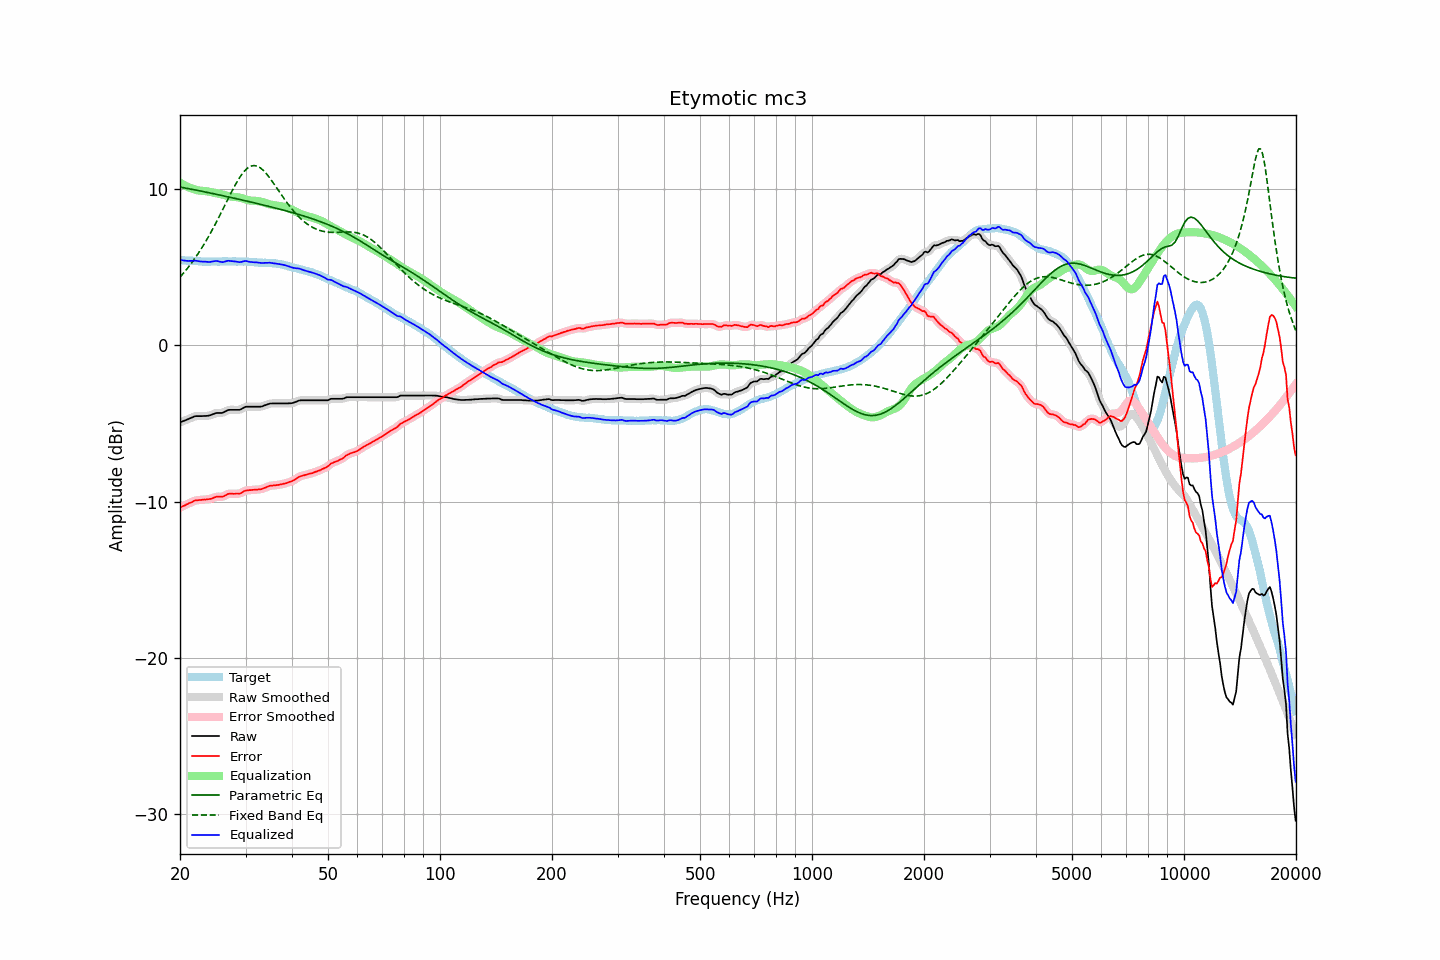 Etymotic mc3
Amplitude (dBr)
10
0
−10
−20
−30
Target
Raw Smoothed
Error Smoothed
Raw
Error
Equalization
Parametric Eq
Fixed Band Eq
Equalized
20 50 100 200 500 1000 2000 5000 10000 20000
Frequency (Hz)